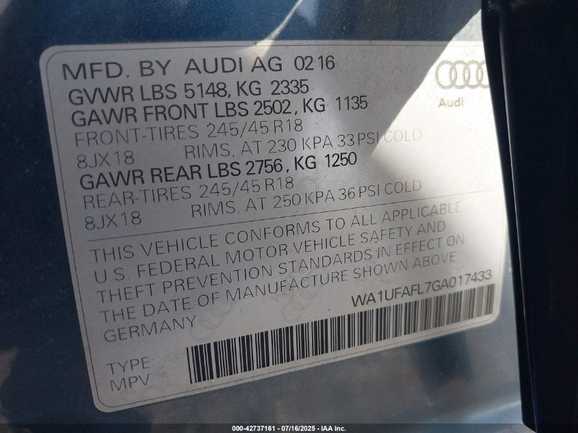 MFD. BY AUDI AG 02 16
GVWR LBS 5148, KG 2335
GAWR FRONT LBS 2502, KG 1135
FRONT-TIRES 245/45 R18
8JX18 RIMS, AT 230 KPA 33 PSI COLD
GAWR REAR LBS 2756, KG 1250
REAR-TIRES 245/45 R18
8JX18 RIMS, AT 250 KPA 36 PSI COLD
Audi
THIS VEHICLE CONFORMS TO ALL APPLICABLE
U.S. FEDERAL MOTOR VEHICLE SAFETY AND
THEFT PREVENTION STANDARDS IN EFFECT ON
THE DATE OF MANUFACTURE SHOWN ABOVE
GERMANY
WA1UFAFL7GA017433
TYPE
MPV
000-42737161 - 07/16/2025 - IAA Inc.